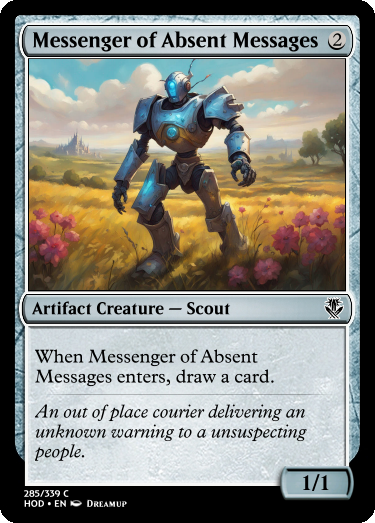 Messenger of Absent Messages 2
Artifact Creature — Scout
When Messenger of Absent
Messages enters, draw a card.
An out of place courier delivering an
unknown warning to a unsuspecting
people.
1/1
285/339 C
HOD • EN Dreamup